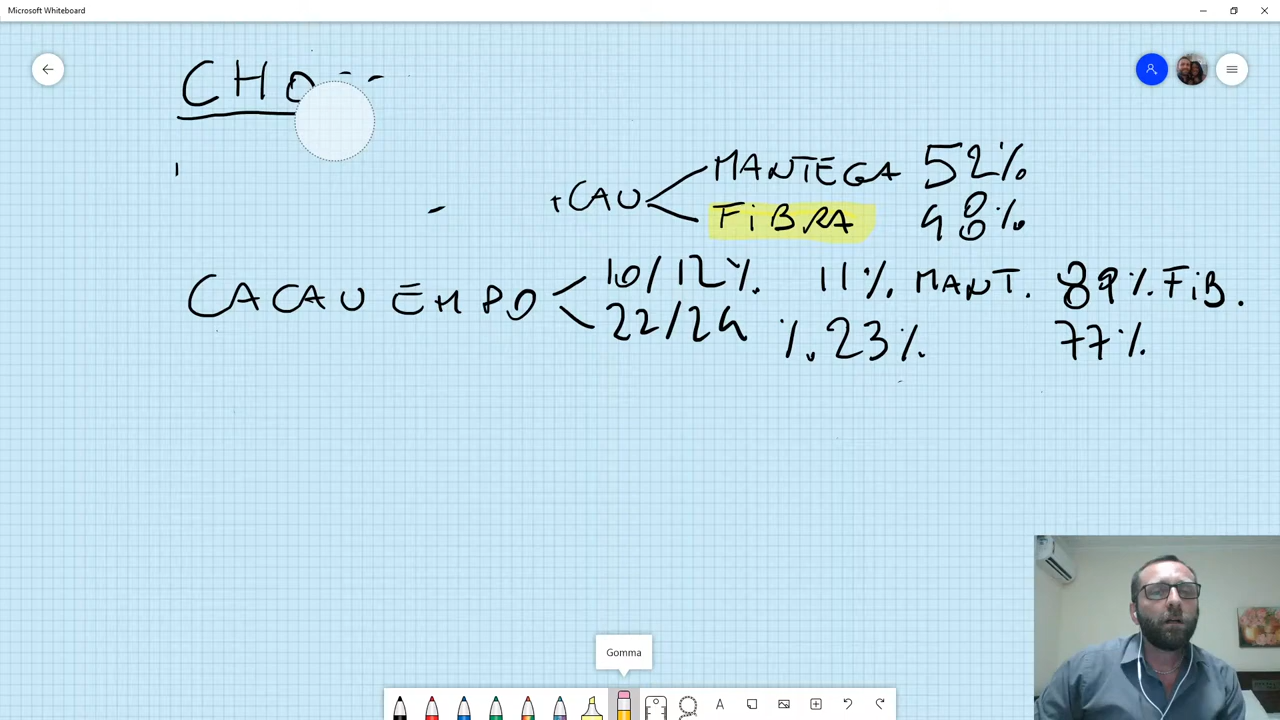 Microsoft Whiteboard
CHO
MANTEGA 52%
CAU
FiBRA 48%
CACAU EM PO 10/12%. 11%. MANT. 89%. FiB.
22/24 %. 23%. 77%.
Gomma
A